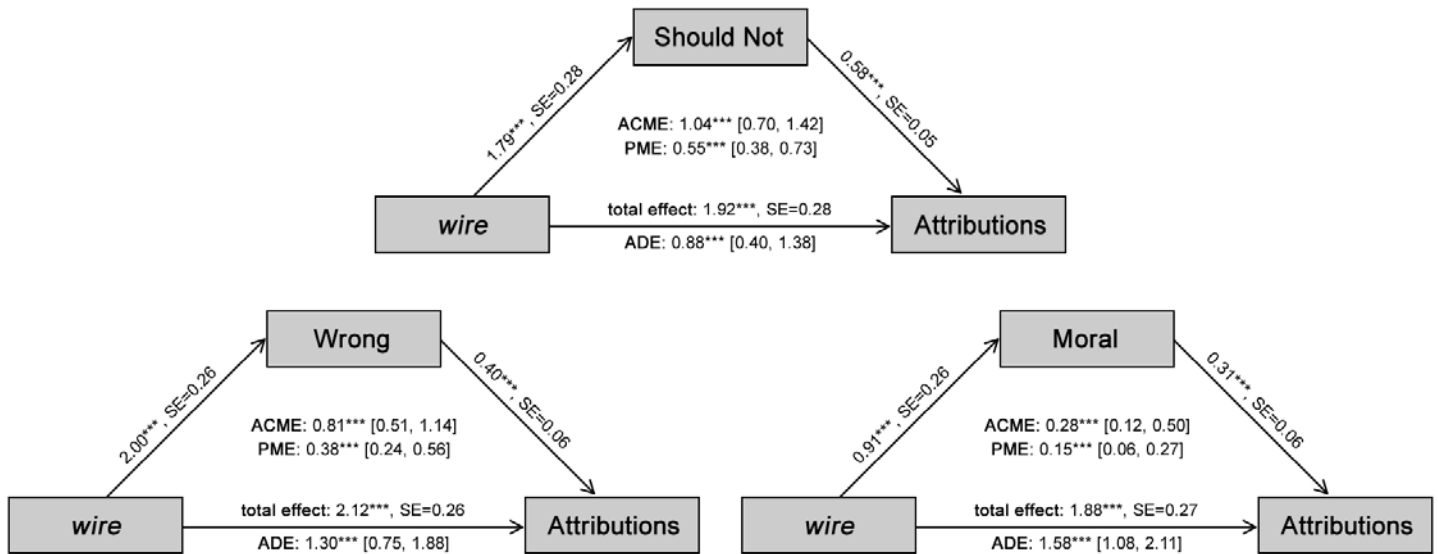 Should Not
1.79***, SE=0.28
0.58***, SE=0.05
ACME: 1.04*** [0.70, 1.42]
PME: 0.55*** [0.38, 0.73]
wire
total effect: 1.92***, SE=0.28
ADE: 0.88*** [0.40, 1.38]
Attributions
Wrong
2.00***, SE=0.26
0.40***, SE=0.06
ACME: 0.81*** [0.51, 1.14]
PME: 0.38*** [0.24, 0.56]
wire
total effect: 2.12***, SE=0.26
ADE: 1.30*** [0.75, 1.88]
Attributions
Moral
0.91***, SE=0.26
0.31***, SE=0.06
ACME: 0.28*** [0.12, 0.50]
PME: 0.15*** [0.06, 0.27]
wire
total effect: 1.88***, SE=0.27
ADE: 1.58*** [1.08, 2.11]
Attributions